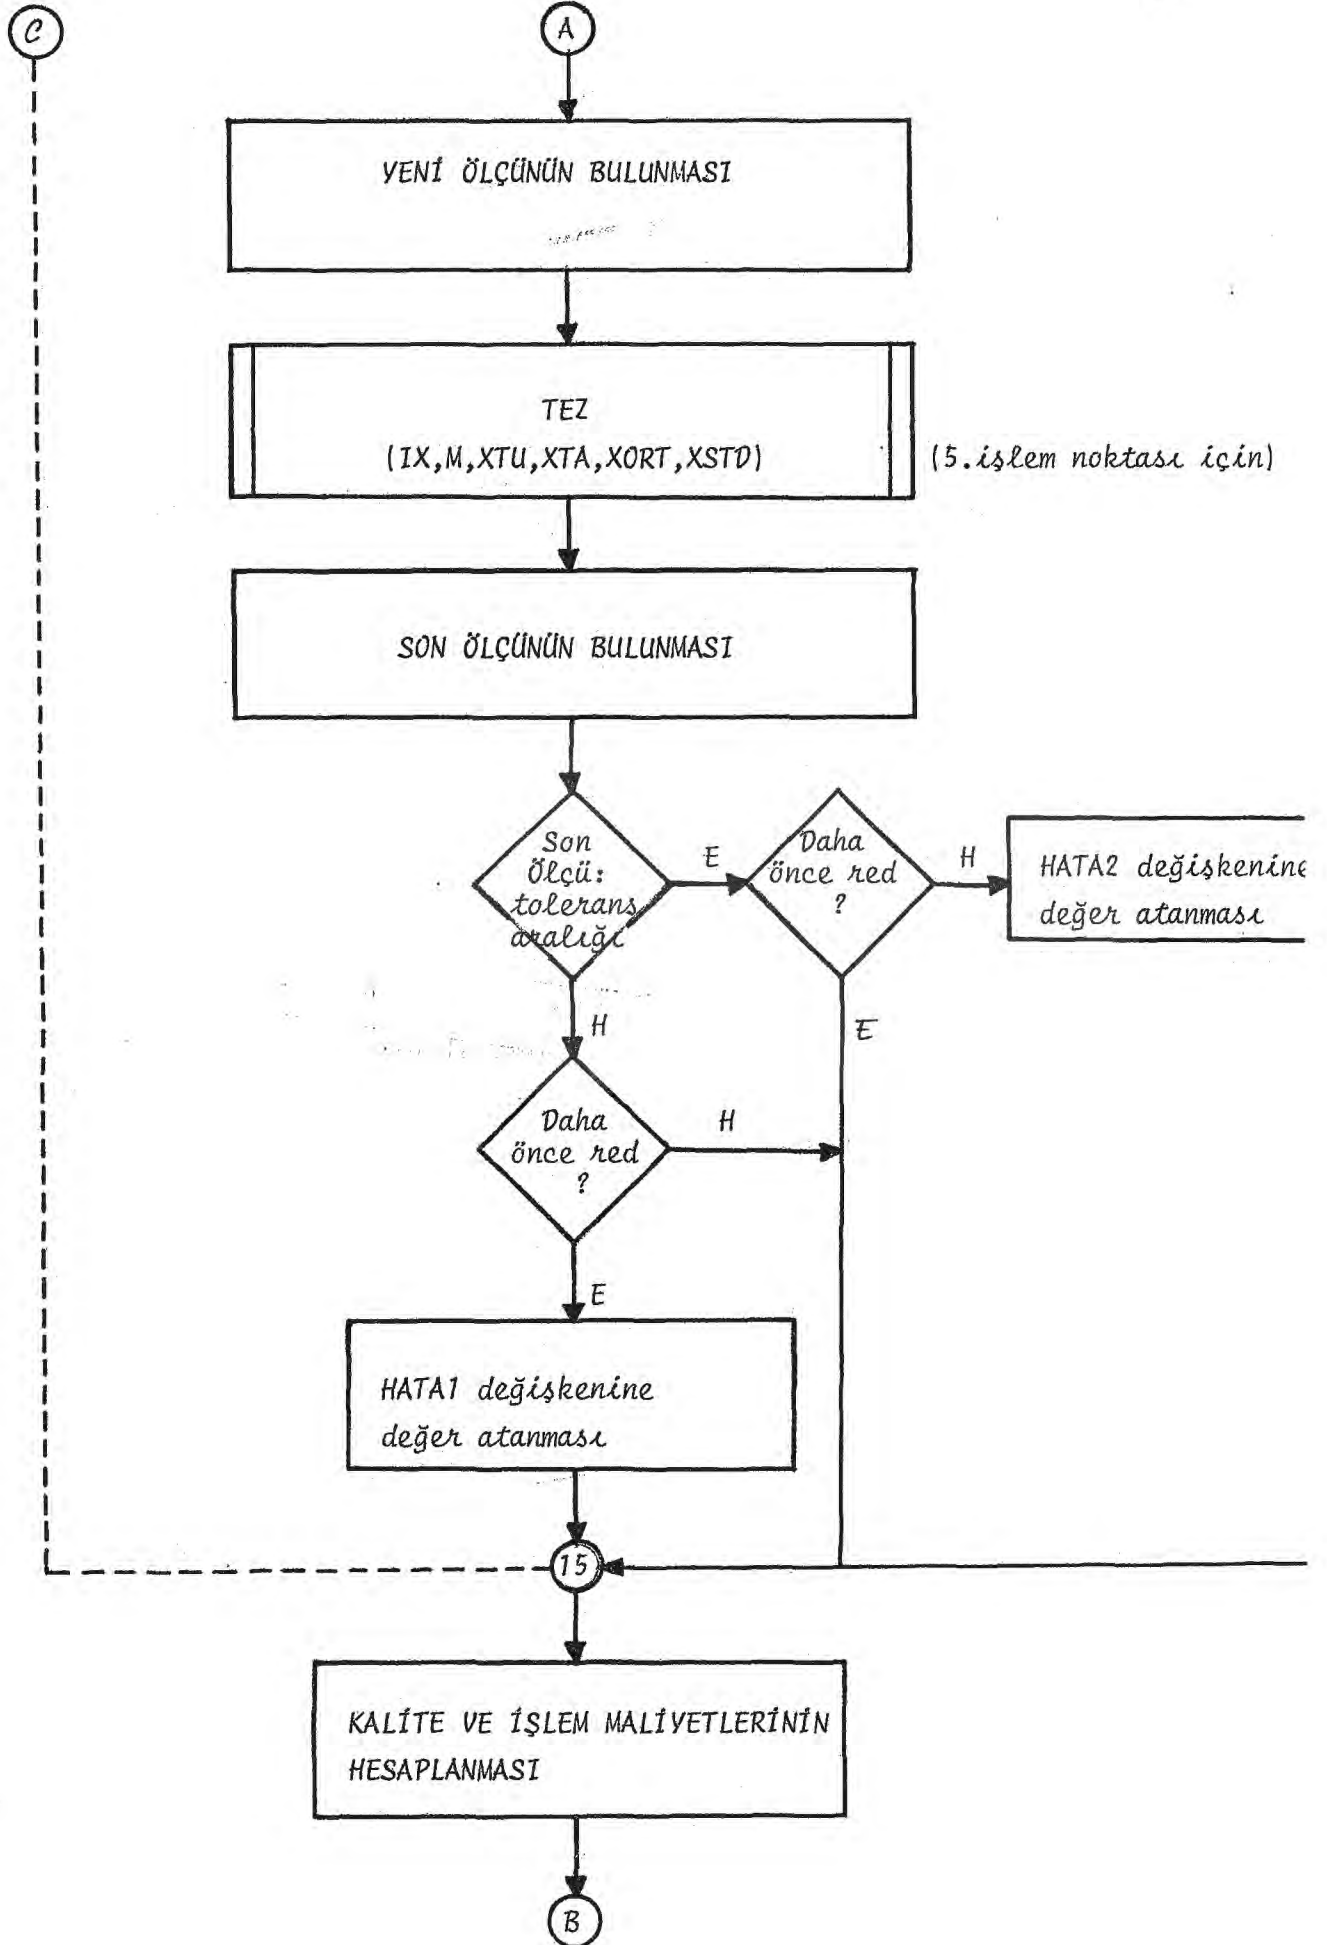 C
A
YENİ ÖLÇÜNÜN BULUNMASI
TEZ
(IX,M,XTU,XTA,XORT,XSTD)
(5.işlem noktası için)
SON ÖLÇÜNÜN BULUNMASI
Son
Ölçü:
tolerans
aralığı
E
Daha
önce red
?
H
HATA2 değişkenine
değer atanması
H
E
Daha
önce red
?
H
E
HATA1 değişkenine
değer atanması
15
KALİTE VE İŞLEM MALİYETLERİNİN
HESAPLANMASI
B